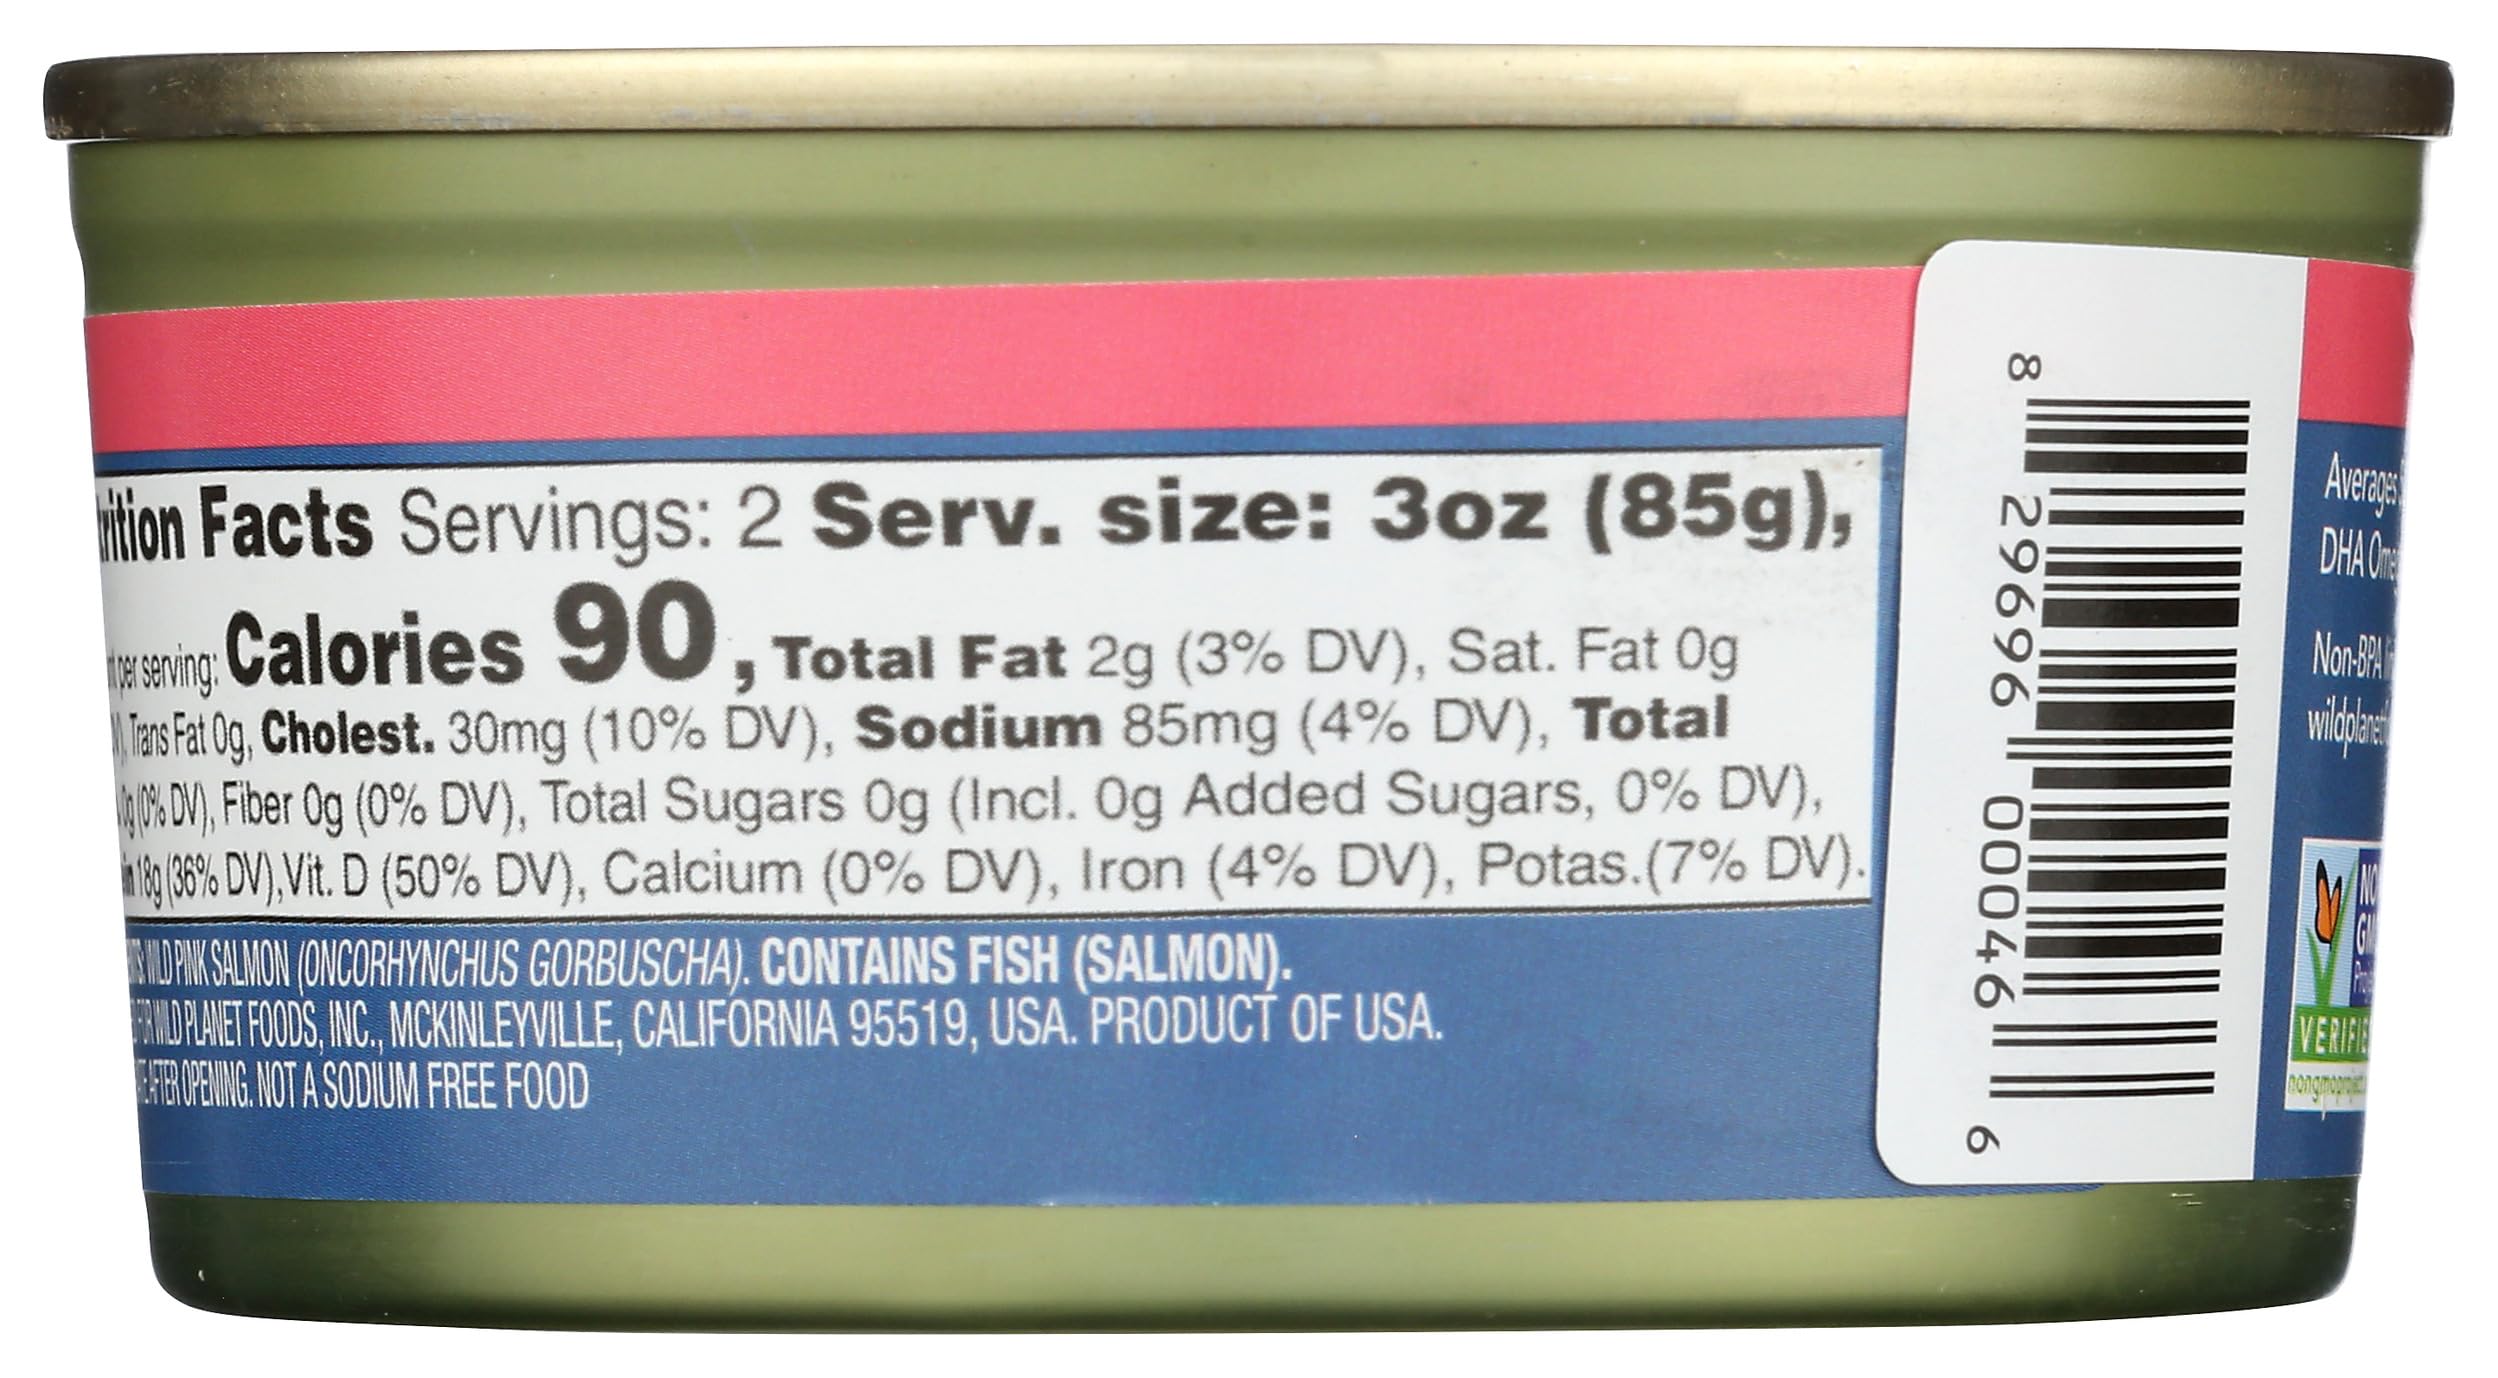 Facts Servings: 2 Serv. size: 3oz (85g),
per serving: Calories 90, Total Fat 2g (3% DV), Sat. Fat 0g
Trans Fat 0g, Cholest. 30mg (10% DV), Sodium 85mg (4% DV), Total
0g (0% DV), Fiber 0g (0% DV), Total Sugars 0g (Incl. 0g Added Sugars, 0% DV),
18g (36% DV), Vit. D (50% DV), Calcium (0% DV), Iron (4% DV), Potas.(7% DV).
WILD PINK SALMON (ONCORHYNCHUS GORBUSCHA). CONTAINS FISH (SALMON).
FOR WILD PLANET FOODS, INC., MCKINLEYVILLE, CALIFORNIA 95519, USA. PRODUCT OF USA.
AFTER OPENING. NOT A SODIUM FREE FOOD
8 29696 00046 6
Averages
DHA
Non-BPA